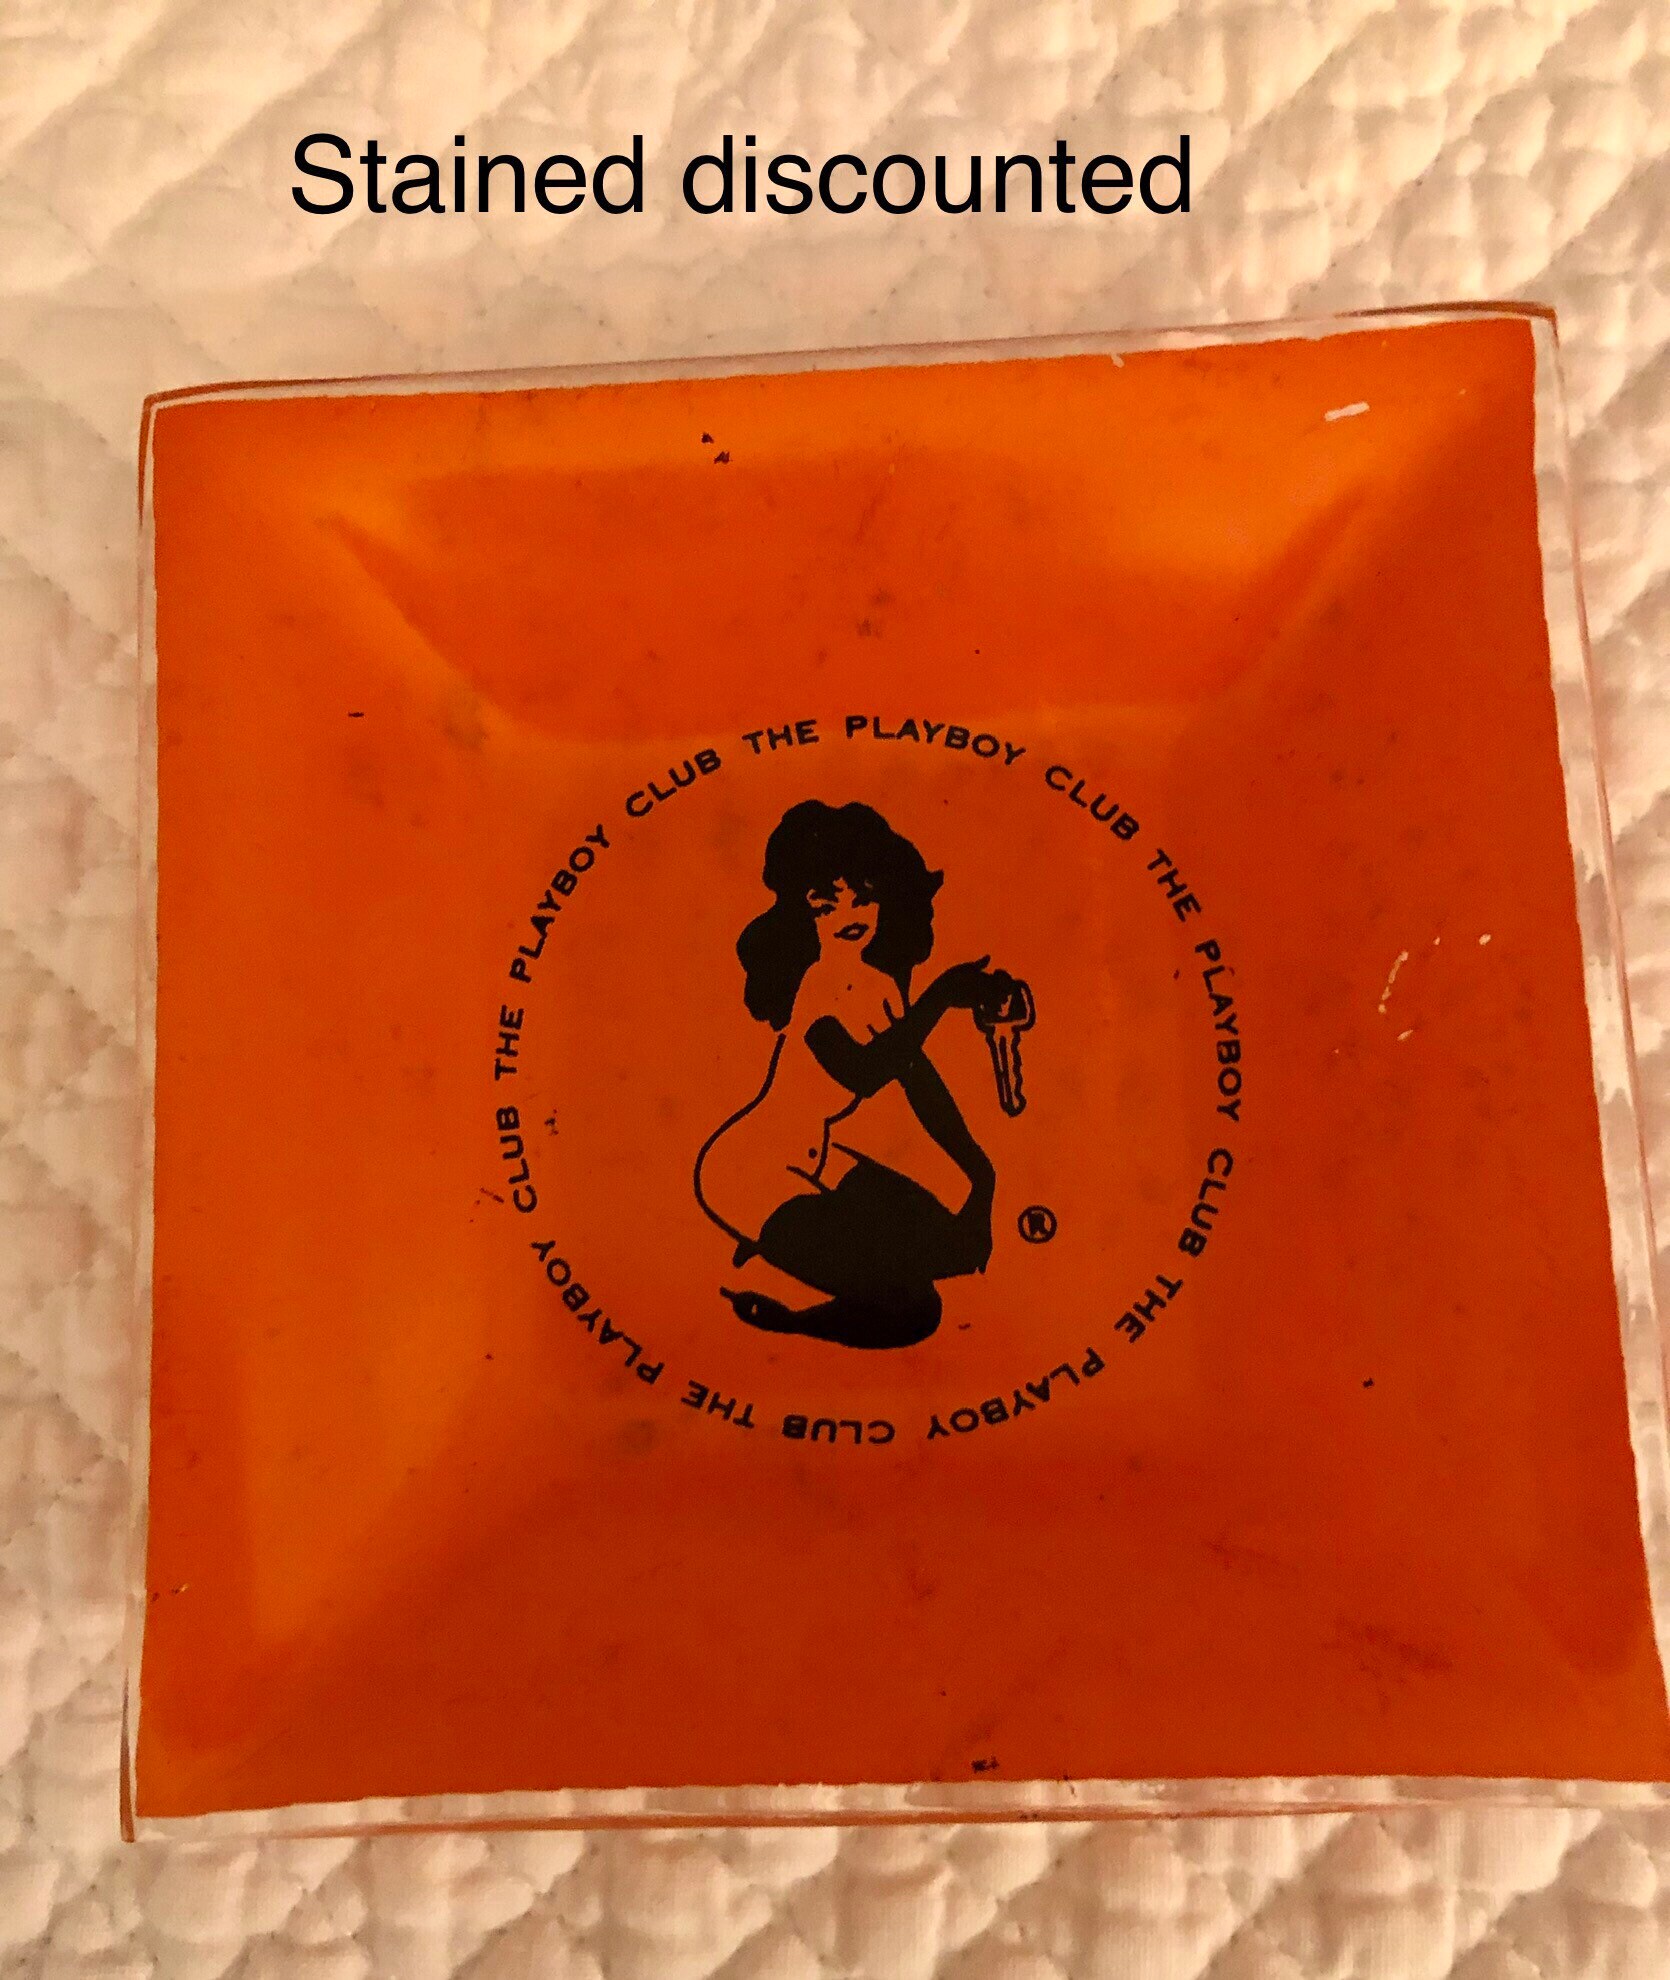 Stained discounted
THE PLAYBOY CLUB THE PLAYBOY CLUB THE PLAYBOY CLUB THE PLAYBOY CLUB THE PLAYBOY CLUB
®